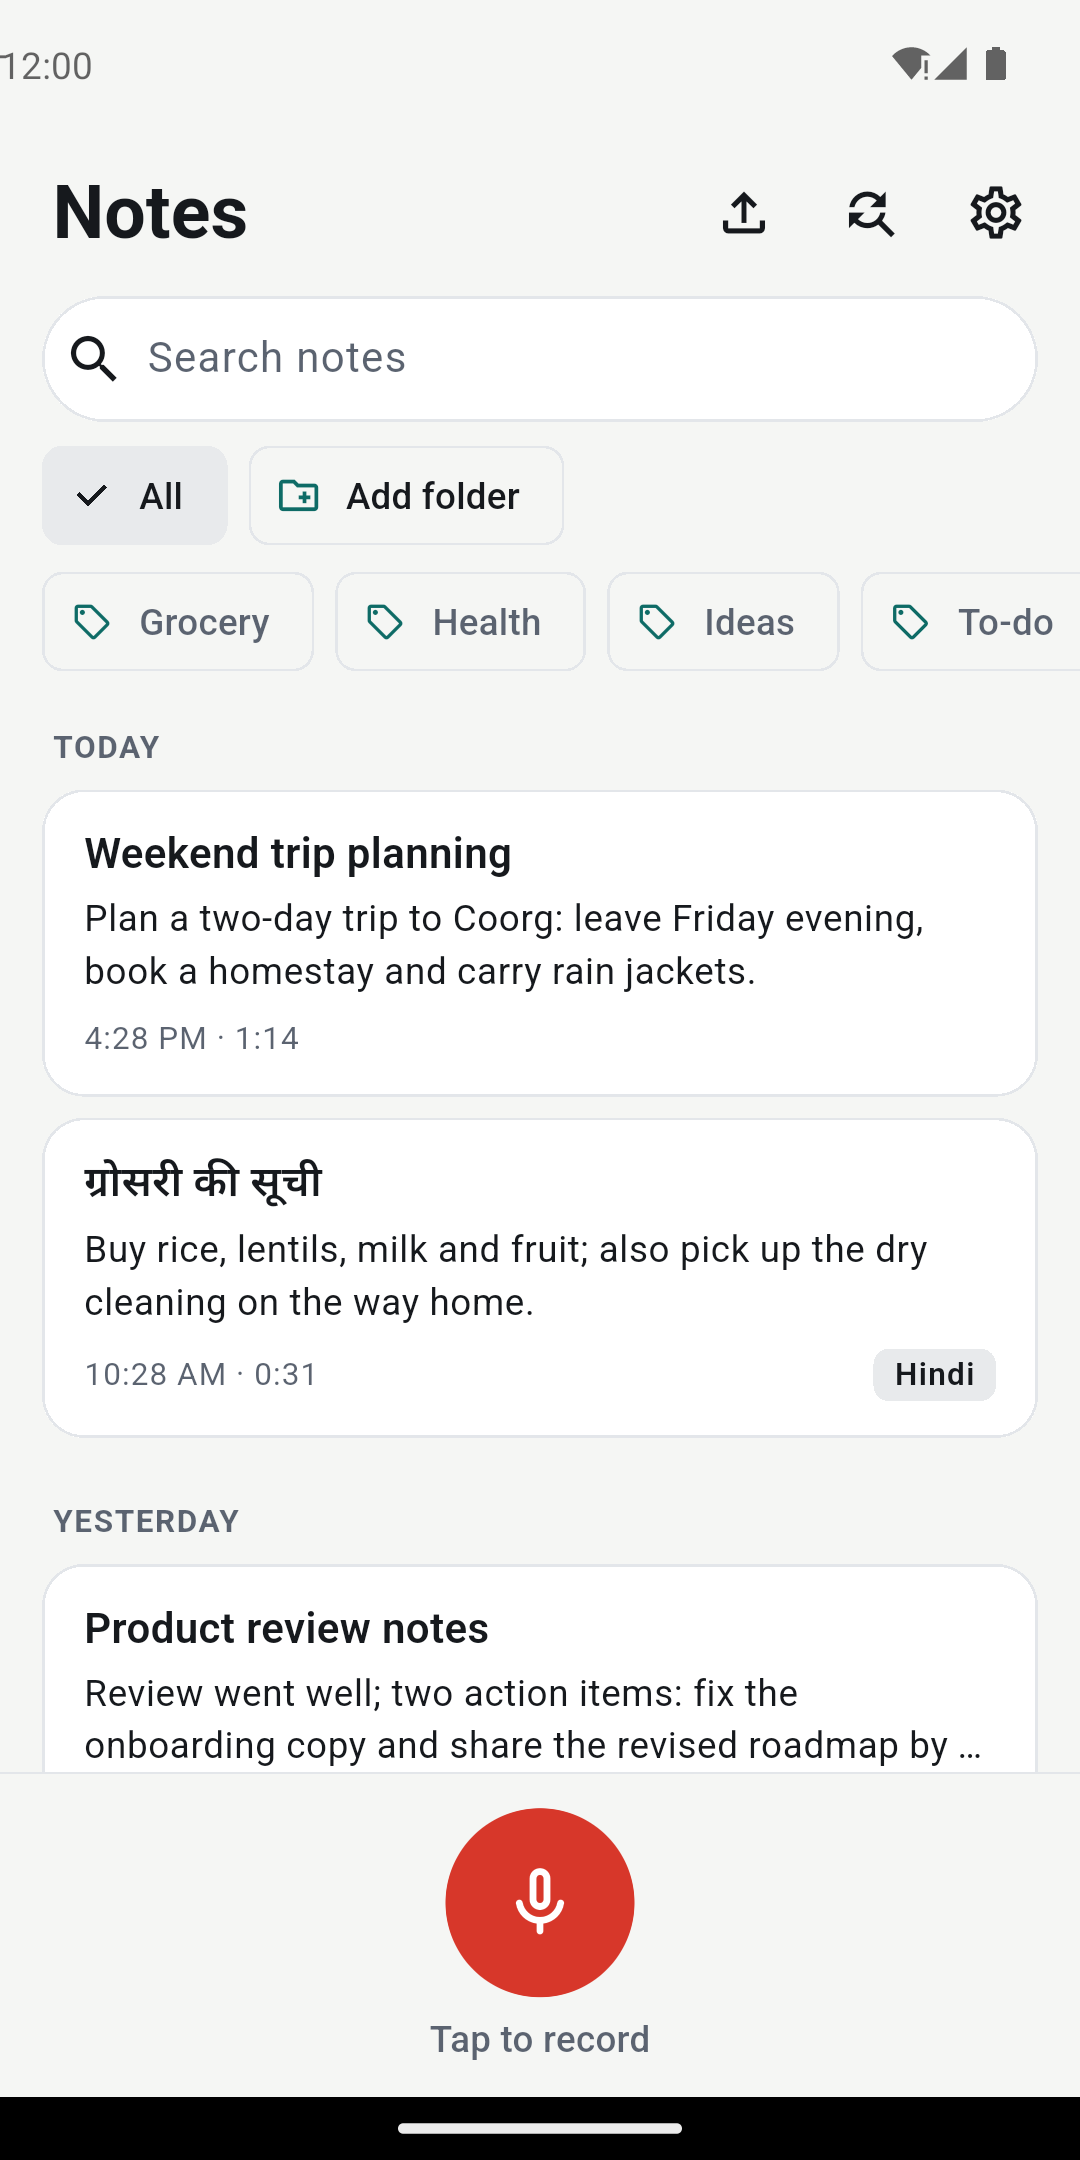 12:00
Notes
Search notes
All
Add folder
Grocery
Health
Ideas
To-do
TODAY
Weekend trip planning
Plan a two-day trip to Coorg: leave Friday evening,
book a homestay and carry rain jackets.
4:28 PM · 1:14
ग्रोसरी की सूची
Buy rice, lentils, milk and fruit; also pick up the dry
cleaning on the way home.
10:28 AM · 0:31
Hindi
YESTERDAY
Product review notes
Review went well; two action items: fix the
onboarding copy and share the revised roadmap by …
Tap to record